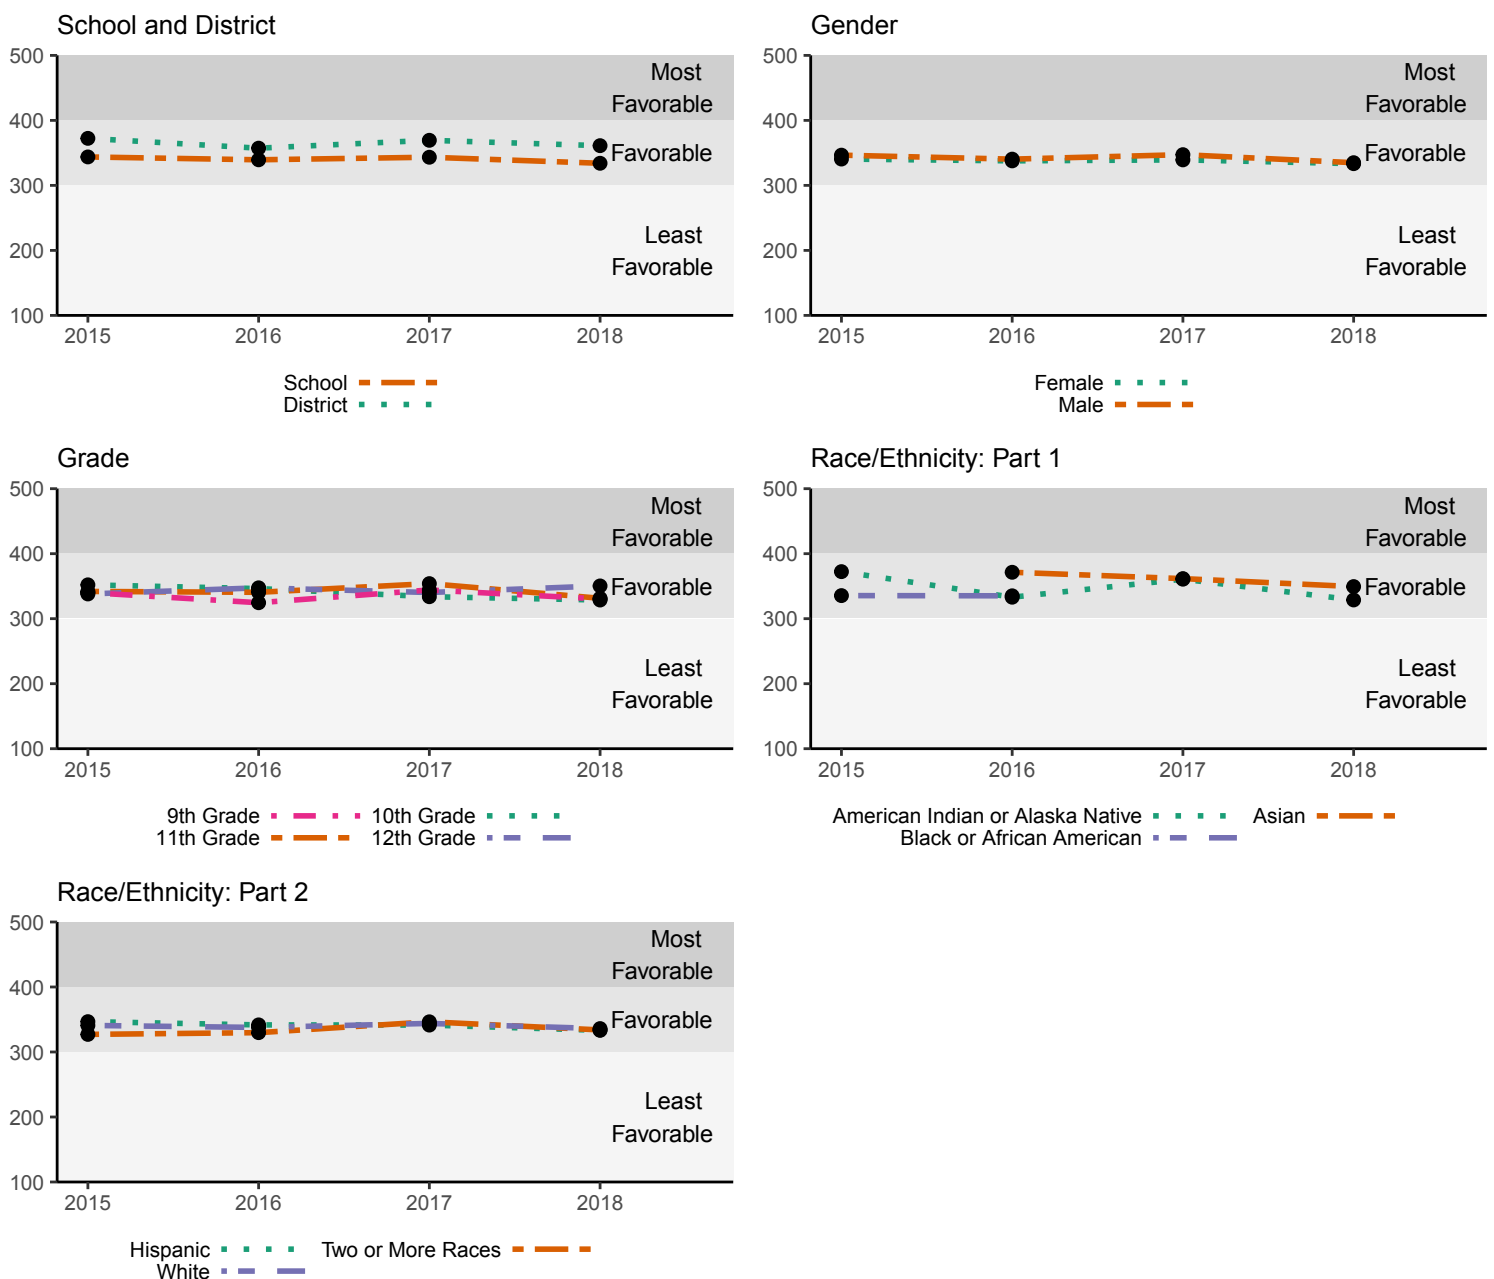 School and District
500
400
300
200
100
Most
Favorable
Favorable
Least
Favorable
2015 2016 2017 2018
School
District
Gender
500
400
300
200
100
Most
Favorable
Favorable
Least
Favorable
2015 2016 2017 2018
Female
Male
Grade
500
400
300
200
100
Most
Favorable
Favorable
Least
Favorable
2015 2016 2017 2018
9th Grade 10th Grade
11th Grade 12th Grade
Race/Ethnicity: Part 1
500
400
300
200
100
Most
Favorable
Favorable
Least
Favorable
2015 2016 2017 2018
American Indian or Alaska Native Asian
Black or African American
Race/Ethnicity: Part 2
500
400
300
200
100
Most
Favorable
Favorable
Least
Favorable
2015 2016 2017 2018
Hispanic Two or More Races
White